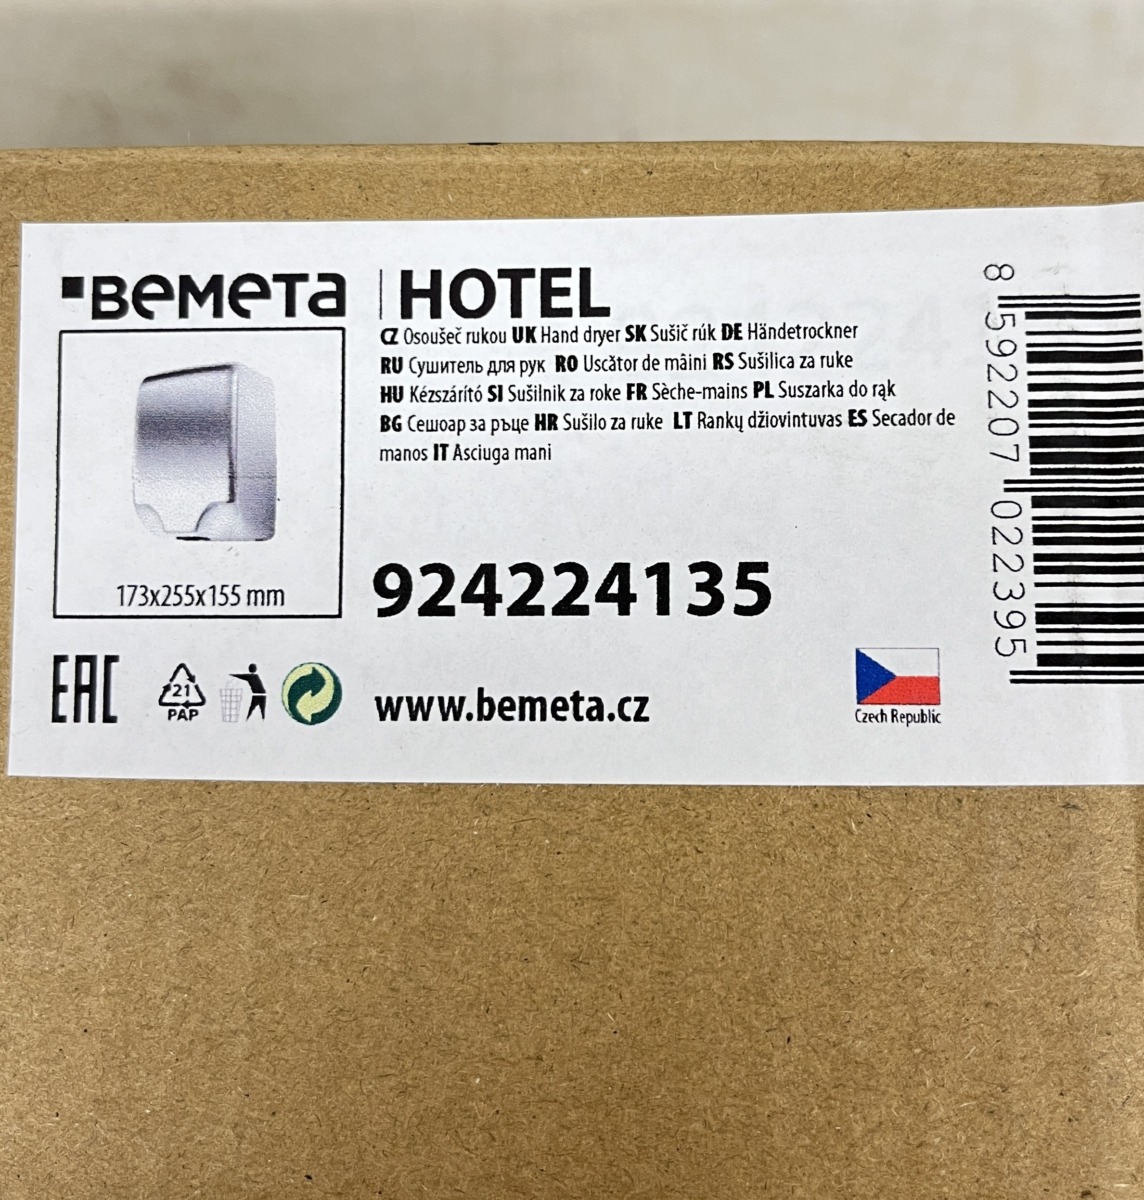 BEMETA | HOTEL
CZ Osoušeč rukou UK Hand dryer SK Sušič rúk DE Händetrockner
RU Сушитель для рук RO Uscător de mâini RS Sušilica za ruke
HU Kézszárító SI Sušilnik za roke FR Sèche-mains PL Suszarka do rąk
BG Сешоар за ръце HR Sušilo za ruke LT Rankų džiovintuvas ES Secador de
manos IT Asciuga mani
173x255x155 mm
924224135
EAC
21
PAP
www.bemeta.cz
Czech Republic
8 592207 022395